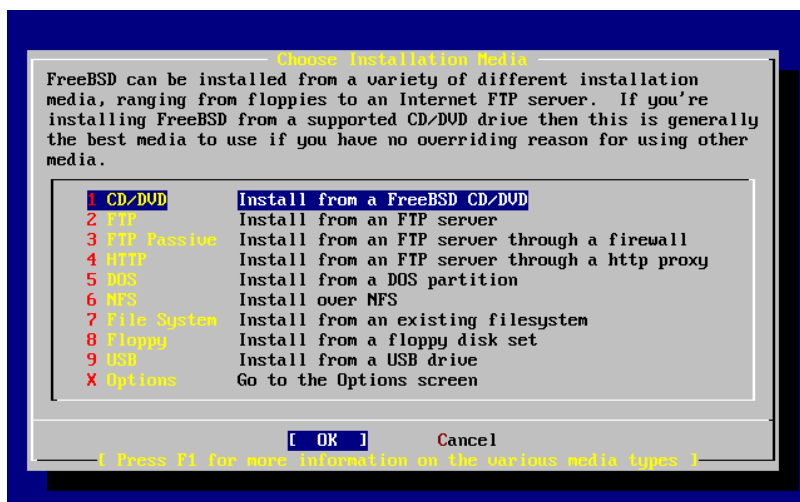 Choose Installation Media
FreeBSD can be installed from a variety of different installation
media, ranging from floppies to an Internet FTP server.  If you're
installing FreeBSD from a supported CD/DVD drive then this is generally
the best media to use if you have no overriding reason for using other
media.
1 CD/DVD Install from a FreeBSD CD/DVD
2 FTP Install from an FTP server
3 FTP Passive Install from an FTP server through a firewall
4 HTTP Install from an FTP server through a http proxy
5 DOS Install from a DOS partition
6 NFS Install over NFS
7 File System Install from an existing filesystem
8 Floppy Install from a floppy disk set
9 USB Install from a USB drive
X Options Go to the Options screen
[ OK ] Cancel
[ Press F1 for more information on the various media types ]